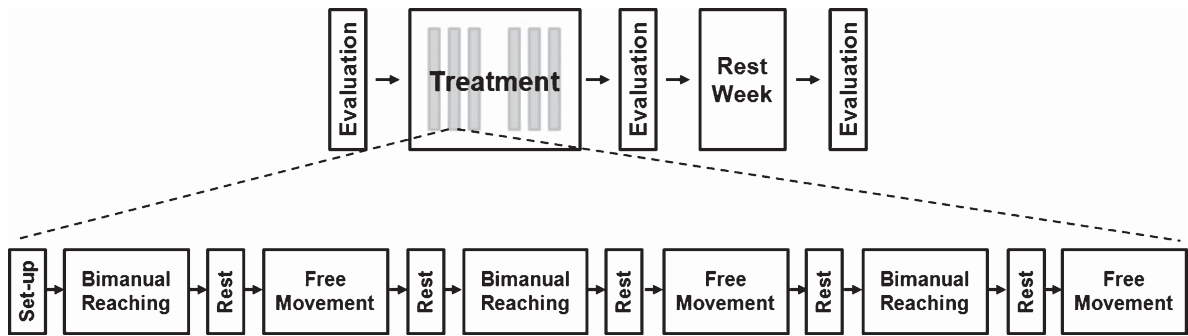 Evaluation
Treatment
Evaluation
Rest
Week
Evaluation
Set-up
Bimanual
Reaching
Rest
Free
Movement
Rest
Bimanual
Reaching
Rest
Free
Movement
Rest
Bimanual
Reaching
Rest
Free
Movement